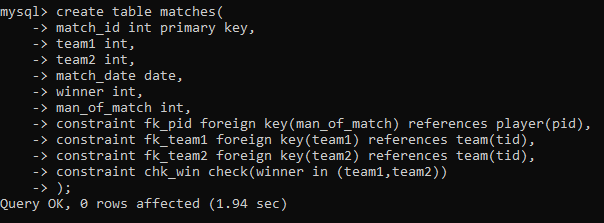 mysql> create table matches(
    -> match_id int primary key,
    -> team1 int,
    -> team2 int,
    -> match_date date,
    -> winner int,
    -> man_of_match int,
    -> constraint fk_pid foreign key(man_of_match) references player(pid),
    -> constraint fk_team1 foreign key(team1) references team(tid),
    -> constraint fk_team2 foreign key(team2) references team(tid),
    -> constraint chk_win check(winner in (team1,team2))
    -> );
Query OK, 0 rows affected (1.94 sec)